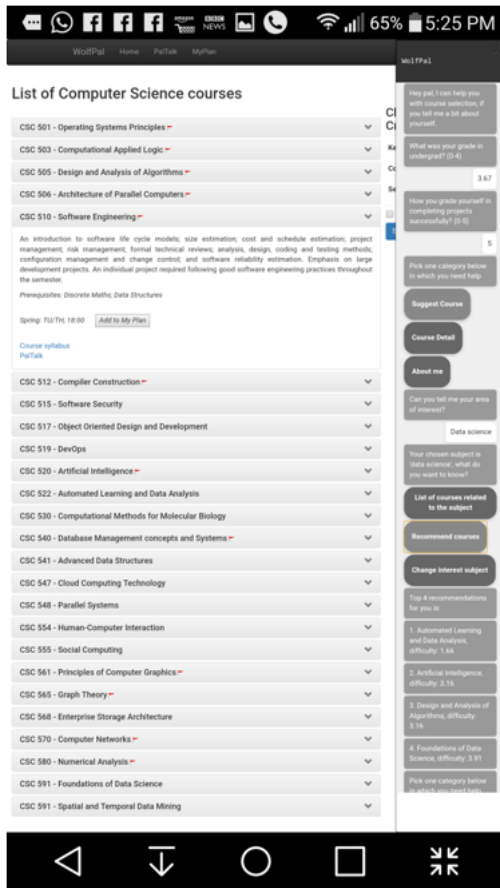 BBC
NEWS
65%
5:25 PM
WolfPal Home PalTalk MyPlan
List of Computer Science courses
CSC 501 - Operating Systems Principles
CSC 503 - Computational Applied Logic
CSC 505 - Design and Analysis of Algorithms
CSC 506 - Architecture of Parallel Computers
CSC 510 - Software Engineering
An introduction to software life cycle models; size estimation; cost and schedule estimation; project
management; risk management; formal technical reviews; analysis, design, coding and testing methods;
configuration management and change control; and software reliability estimation. Emphasis on large
development projects. An individual project required following good software engineering practices throughout
the semester.
Prerequisites: Discrete Maths; Data Structures
Spring: TU/TH, 18:00 Add to My Plan
Course syllabus
PalTalk
CSC 512 - Compiler Construction
CSC 515 - Software Security
CSC 517 - Object Oriented Design and Development
CSC 519 - DevOps
CSC 520 - Artificial Intelligence
CSC 522 - Automated Learning and Data Analysis
CSC 530 - Computational Methods for Molecular Biology
CSC 540 - Database Management concepts and Systems
CSC 541 - Advanced Data Structures
CSC 547 - Cloud Computing Technology
CSC 548 - Parallel Systems
CSC 554 - Human-Computer Interaction
CSC 555 - Social Computing
CSC 561 - Principles of Computer Graphics
CSC 565 - Graph Theory
CSC 568 - Enterprise Storage Architecture
CSC 570 - Computer Networks
CSC 580 - Numerical Analysis
CSC 591 - Foundations of Data Science
CSC 591 - Spatial and Temporal Data Mining
WolfPal
Hey pal, I can help you
with course selection, if
you tell me a bit about
yourself.
What was your grade in
undergrad? (0-4)
3.67
How you grade yourself in
completing projects
successfully? (0-5)
5
Pick one category below
in which you need help
Suggest Course
Course Detail
About me
Can you tell me your area
of interest?
Data science
Your chosen subject is
'data science', what do
you want to know?
List of courses related
to the subject
Recommend courses
Change interest subject
Top 4 recommendations
for you is:
1. Automated Learning
and Data Analysis,
difficulty: 1.66
2. Artificial Intelligence,
difficulty: 3.16
3. Design and Analysis of
Algorithms, difficulty:
3.16
4. Foundations of Data
Science, difficulty: 3.91
Pick one category below
in which you need help